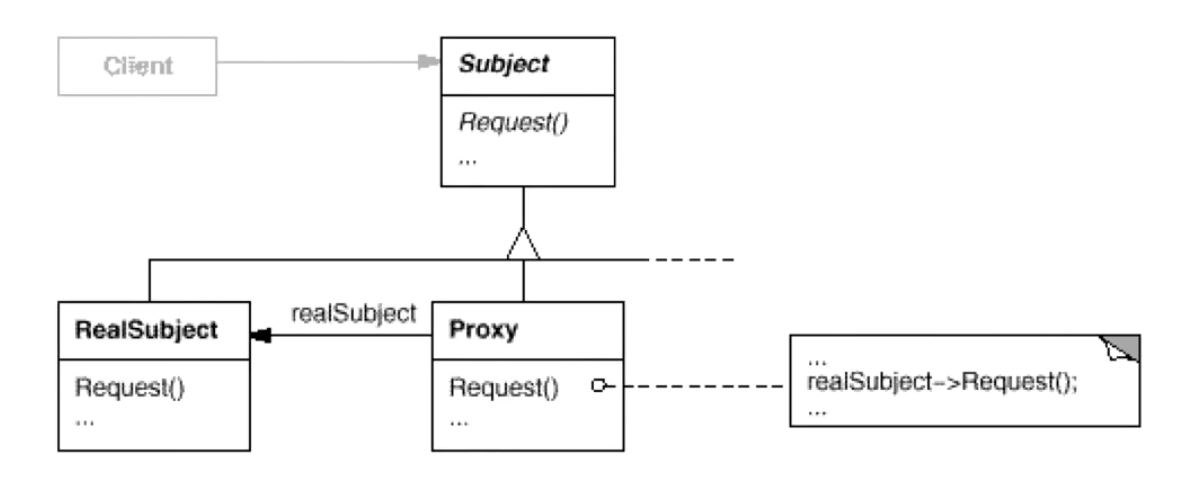 Client
Subject
Request()
...
realSubject
RealSubject
Request()
...
Proxy
Request()
...
...
realSubject->Request();
...